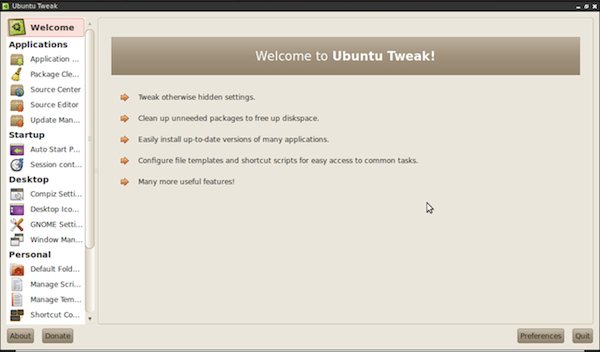 Ubuntu Tweak
Welcome
Applications
Application ...
Package Cle...
Source Center
Source Editor
Update Man...
Startup
Auto Start P...
Session cont...
Desktop
Compiz Setti...
Desktop Ico...
GNOME Setti...
Window Man...
Personal
Default Fold...
Manage Scri...
Manage Tem...
Shortcut Co...
Welcome to Ubuntu Tweak!
Tweak otherwise hidden settings.
Clean up unneeded packages to free up diskspace.
Easily install up-to-date versions of many applications.
Configure file templates and shortcut scripts for easy access to common tasks.
Many more useful features!
About
Donate
Preferences
Quit